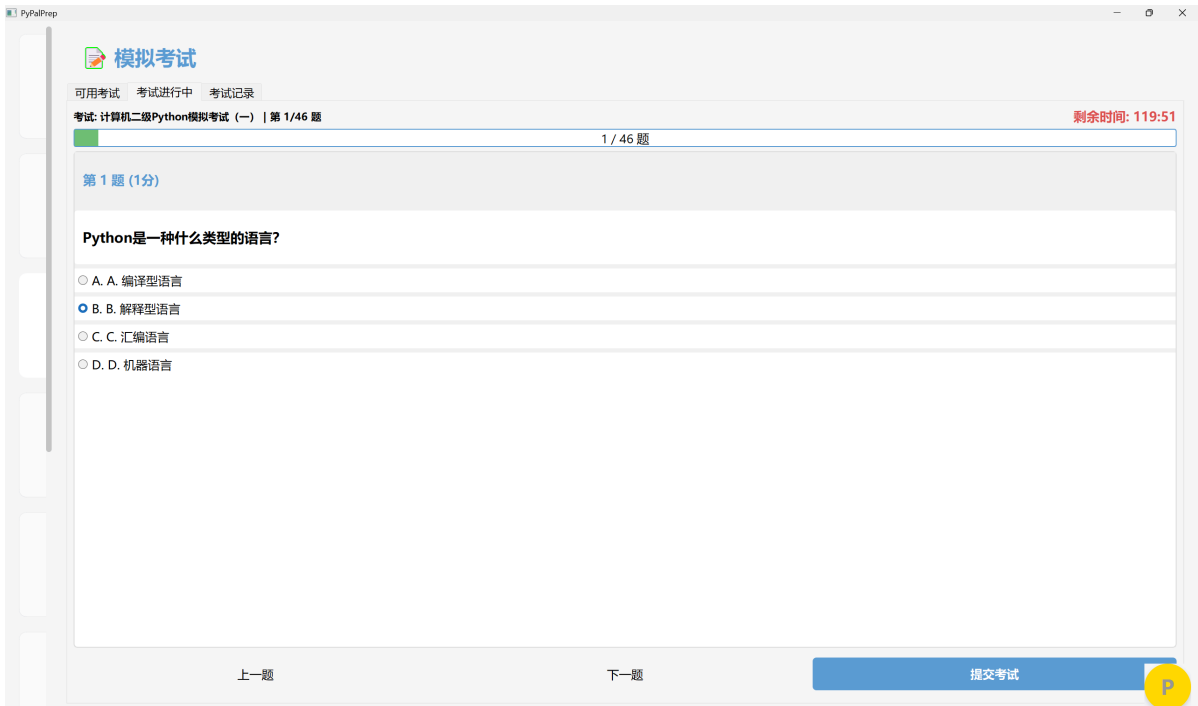 PyPalPrep
模拟考试
可用考试 考试进行中 考试记录
考试: 计算机二级Python模拟考试（一） | 第 1/46 题 剩余时间: 119:51
1 / 46 题
第 1 题 (1分)
Python是一种什么类型的语言?
A. A. 编译型语言
B. B. 解释型语言
C. C. 汇编语言
D. D. 机器语言
上一题 下一题 提交考试
P